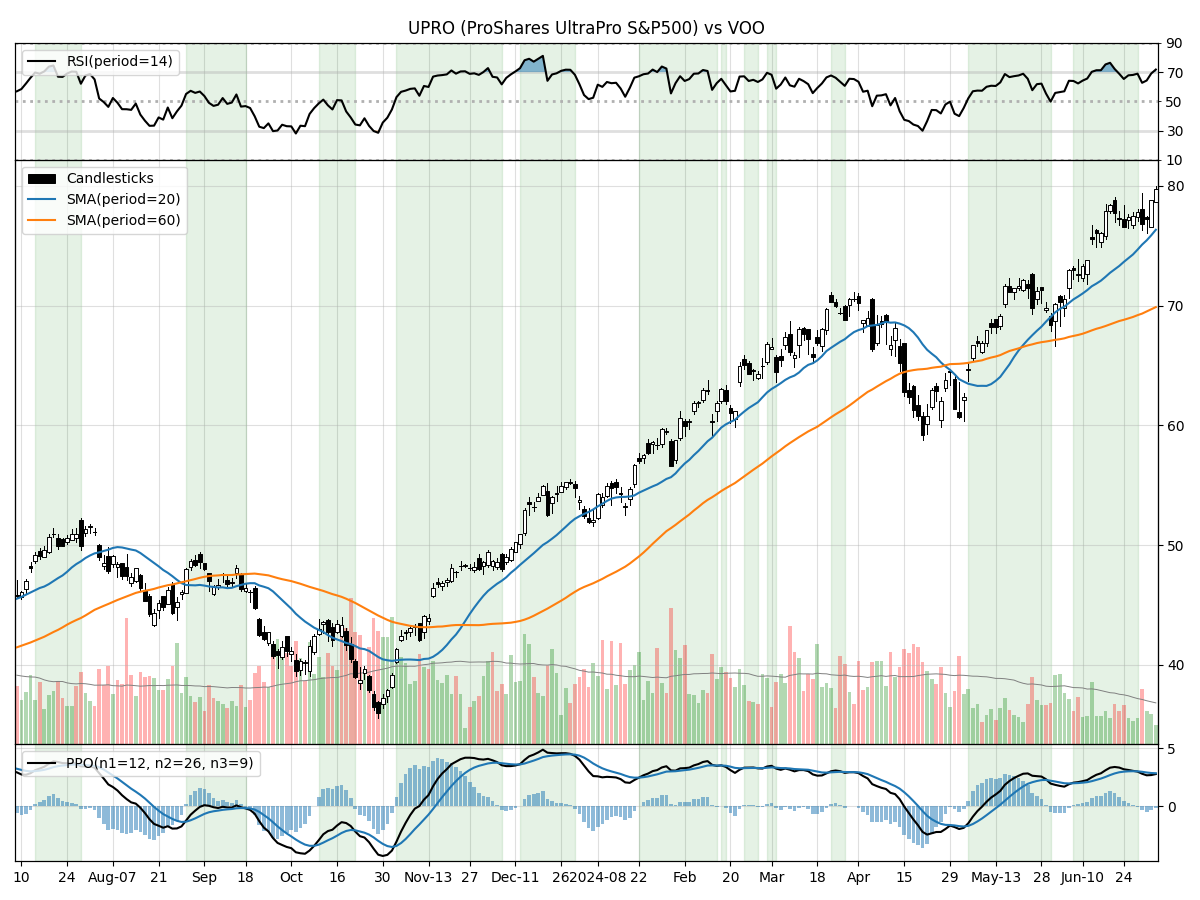 UPRO (ProShares UltraPro S&P500) vs VOO
RSI(period=14)
90
70
50
30
10
Candlesticks
SMA(period=20)
SMA(period=60)
80
70
60
50
40
PPO(n1=12, n2=26, n3=9)
5
0
10 24 Aug-07 21 Sep 18 Oct 16 30 Nov-13 27 Dec-11 26 2024-08 22 Feb 20 Mar 18 Apr 15 29 May-13 28 Jun-10 24